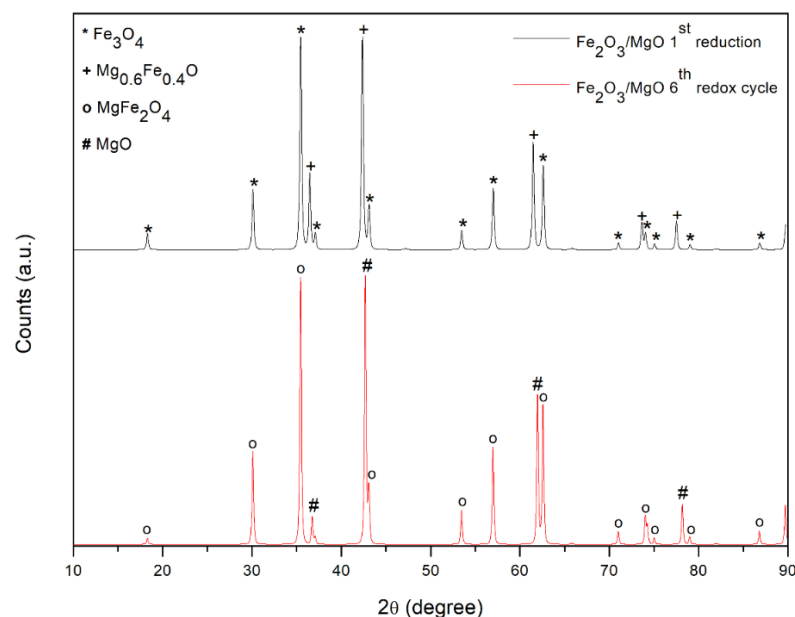 * Fe3O4
+ Mg0.6Fe0.4O
o MgFe2O4
# MgO
Fe2O3/MgO 1st reduction
Fe2O3/MgO 6th redox cycle
* * * + * + * * * + * + * * * + * *
o o o # # o o o # o o o o # o o
Counts (a.u.)
10 20 30 40 50 60 70 80 90
2θ (degree)